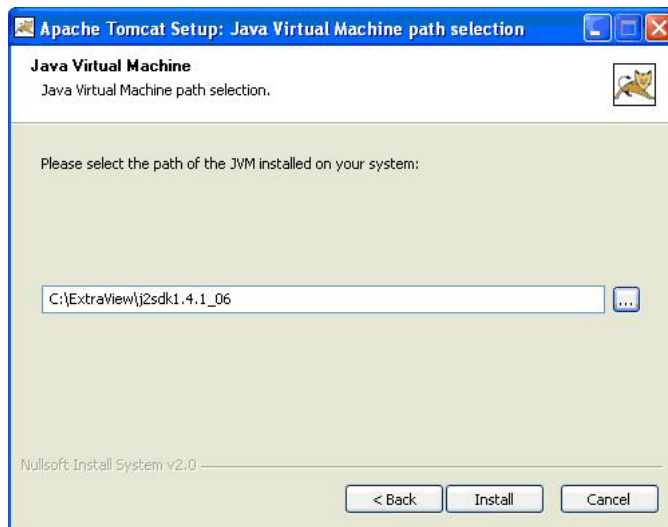 Apache Tomcat Setup: Java Virtual Machine path selection
Java Virtual Machine
Java Virtual Machine path selection.
Please select the path of the JVM installed on your system:
C:\ExtraView\j2sdk1.4.1_06
...
Nullsoft Install System v2.0
< Back
Install
Cancel